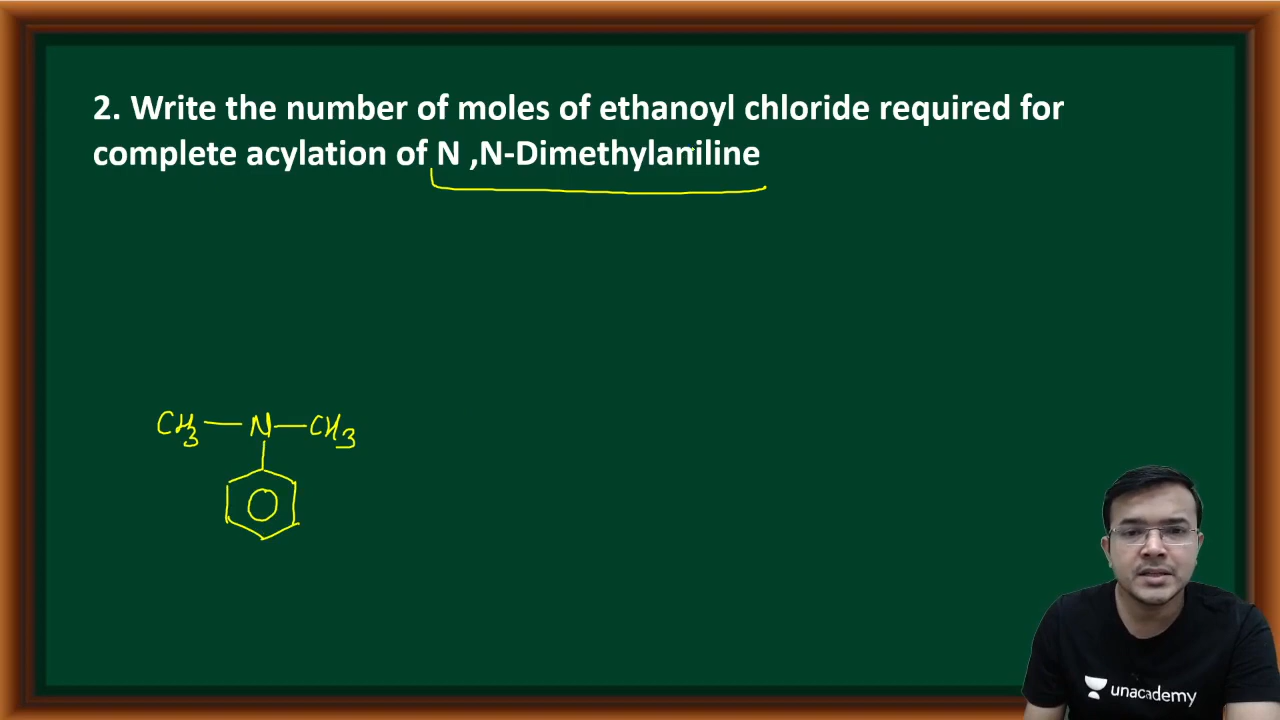 2. Write the number of moles of ethanoyl chloride required for
complete acylation of N ,N-Dimethylaniline
CH3 — N — CH3
unacademy